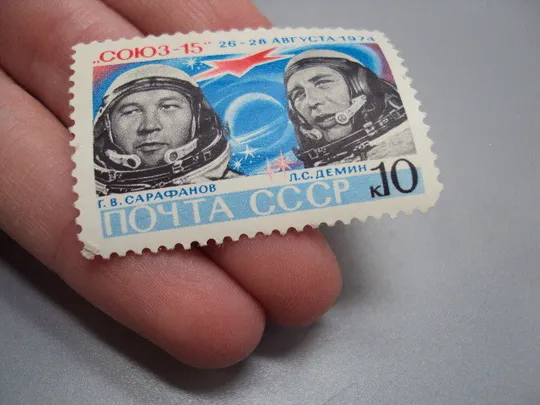 „СОЮЗ-15" 26-28 АВГУСТА 1974
Г. В. САРАФАНОВ
Л.С. ДЕМИН
ПОЧТА СССР
к10